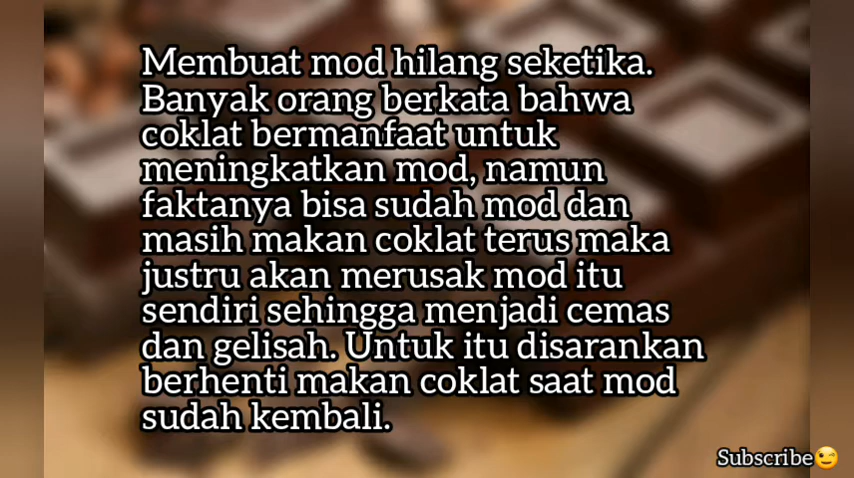 Membuat mod hilang seketika.
Banyak orang berkata bahwa
coklat bermanfaat untuk
meningkatkan mod, namun
faktanya bisa sudah mod dan
masih makan coklat terus maka
justru akan merusak mod itu
sendiri sehingga menjadi cemas
dan gelisah. Untuk itu disarankan
berhenti makan coklat saat mod
sudah kembali.
Subscribe😉